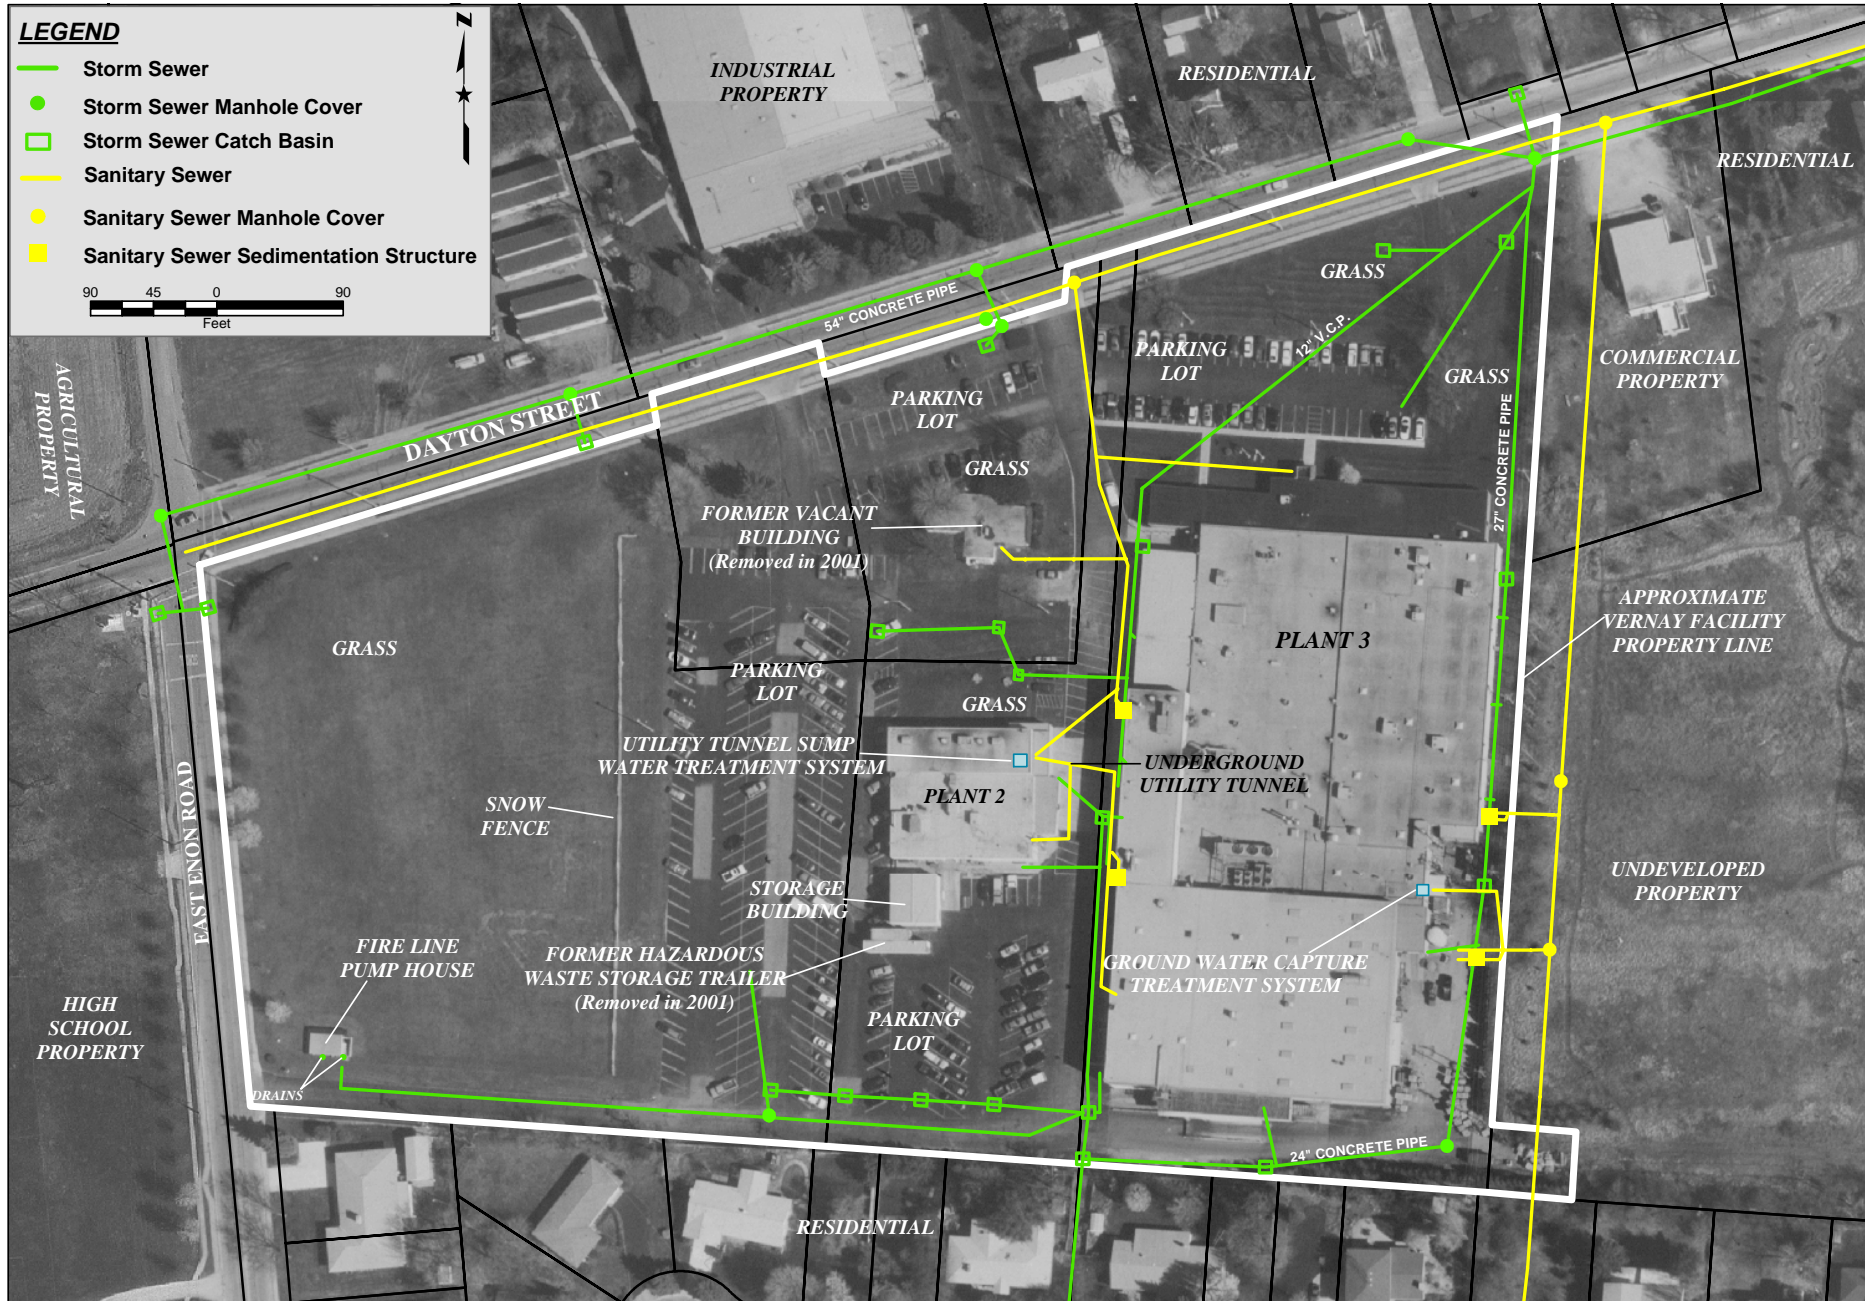 LEGEND
Storm Sewer
Storm Sewer Manhole Cover
Storm Sewer Catch Basin
Sanitary Sewer
Sanitary Sewer Manhole Cover
Sanitary Sewer Sedimentation Structure
90 45 0 90
Feet
N
INDUSTRIAL
PROPERTY
RESIDENTIAL
RESIDENTIAL
AGRICULTURAL
PROPERTY
54" CONCRETE PIPE
DAYTON STREET
GRASS
12" V.C.P.
PARKING
LOT
GRASS
COMMERCIAL
PROPERTY
PARKING
LOT
GRASS
27" CONCRETE PIPE
FORMER VACANT
BUILDING
(Removed in 2001)
APPROXIMATE
VERNAY FACILITY
PROPERTY LINE
GRASS
PLANT 3
PARKING
LOT
GRASS
UTILITY TUNNEL SUMP
WATER TREATMENT SYSTEM
UNDERGROUND
UTILITY TUNNEL
PLANT 2
SNOW
FENCE
EAST ENON ROAD
STORAGE
BUILDING
UNDEVELOPED
PROPERTY
FIRE LINE
PUMP HOUSE
FORMER HAZARDOUS
WASTE STORAGE TRAILER
(Removed in 2001)
GROUND WATER CAPTURE
TREATMENT SYSTEM
HIGH
SCHOOL
PROPERTY
PARKING
LOT
DRAINS
24" CONCRETE PIPE
RESIDENTIAL